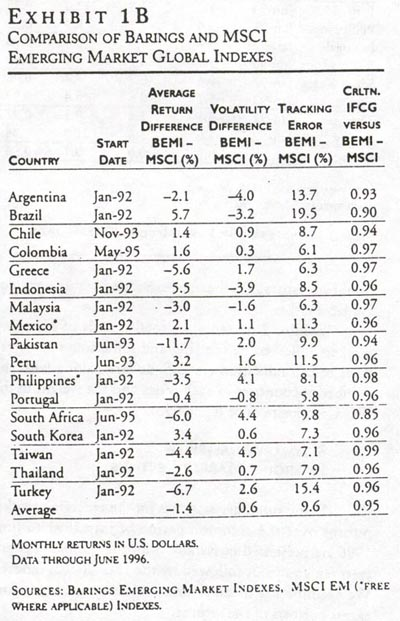 EXHIBIT 1B
COMPARISON OF BARINGS AND MSCI
EMERGING MARKET GLOBAL INDEXES
COUNTRY START DATE AVERAGE RETURN DIFFERENCE BEMI – MSCI (%) VOLATILITY DIFFERENCE BEMI – MSCI (%) TRACKING ERROR BEMI – MSCI (%) CRLTN. IFCG VERSUS BEMI – MSCI
Argentina Jan-92 –2.1 –4.0 13.7 0.93
Brazil Jan-92 5.7 –3.2 19.5 0.90
Chile Nov-93 1.4 0.9 8.7 0.94
Colombia May-95 1.6 0.3 6.1 0.97
Greece Jan-92 –5.6 1.7 6.3 0.97
Indonesia Jan-92 5.5 –3.9 8.5 0.96
Malaysia Jan-92 –3.0 –1.6 6.3 0.97
Mexico* Jan-92 2.1 1.1 11.3 0.96
Pakistan Jun-93 –11.7 2.0 9.9 0.94
Peru Jun-93 3.2 1.6 11.5 0.96
Philippines* Jan-92 –3.5 4.1 8.1 0.98
Portugal Jan-92 –0.4 –0.8 5.8 0.96
South Africa Jun-95 –6.0 4.4 9.8 0.85
South Korea Jan-92 3.4 0.6 7.3 0.96
Taiwan Jan-92 –4.4 4.5 7.1 0.99
Thailand Jan-92 –2.6 0.7 7.9 0.96
Turkey Jan-92 –6.7 2.6 15.4 0.96
Average –1.4 0.6 9.6 0.95
MONTHLY RETURNS IN U.S. DOLLARS.
DATA THROUGH JUNE 1996.
SOURCES: BARINGS EMERGING MARKET INDEXES, MSCI EM (*FREE
WHERE APPLICABLE) INDEXES.